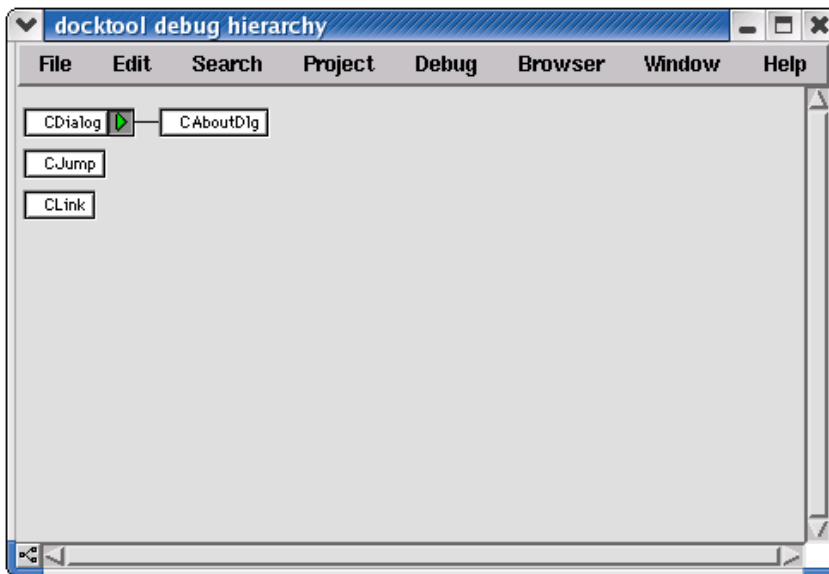 docktool debug hierarchy
File Edit Search Project Debug Browser Window Help
CDialog CAboutDlg
CJump
CLink